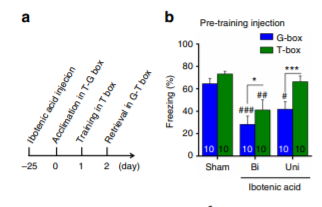 a
Ibotenic acid injecion
Acclimation in T-G box
Training in T box
Retrieval in G-T box
−25 0 1 2 (day)
b
Pre-training injection
G-box
T-box
Freezing (%)
100
80
60
40
20
0
***
*
###
##
#
10 10 10 10 10 10
Sham Bi Uni
Ibotenic acid